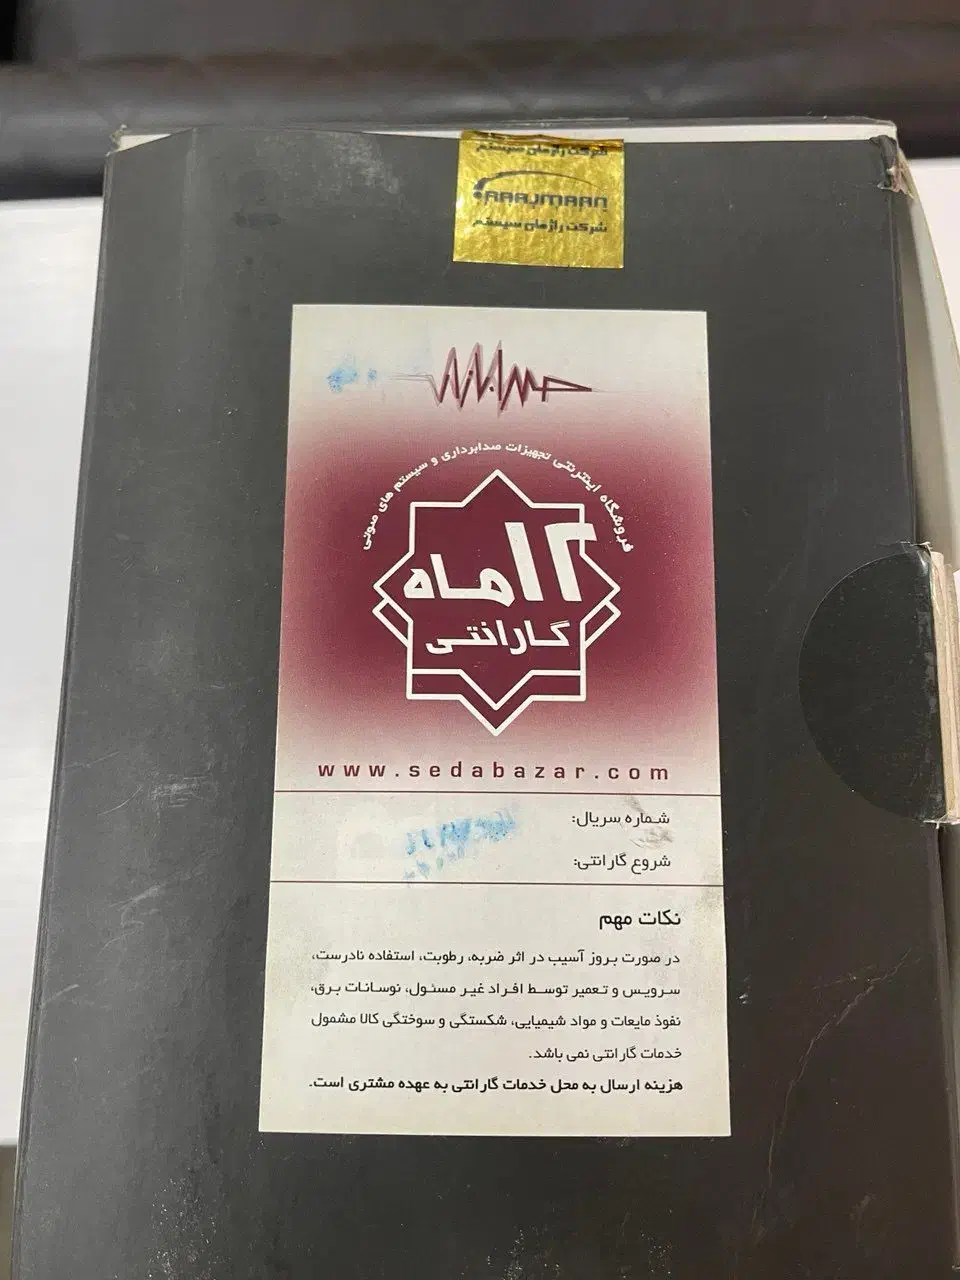 شرکت راژمان سیستم
RAAJMAAN
شرکت راژمان سیستم
صدابازار
فروشگاه اینترنتی تجهیزات صدابرداری و سیستم های صوتی
۱۲ ماه
گارانتی
www.sedabazar.com
شماره سریال:
شروع گارانتی:
نکات مهم
در صورت بروز آسیب در اثر ضربه، رطوبت، استفاده نادرست،
سرویس و تعمیر توسط افراد غیر مسئول، نوسانات برق،
نفوذ مایعات و مواد شیمیایی، شکستگی و سوختگی کالا مشمول
خدمات گارانتی نمی باشد.
هزینه ارسال به محل خدمات گارانتی به عهده مشتری است.